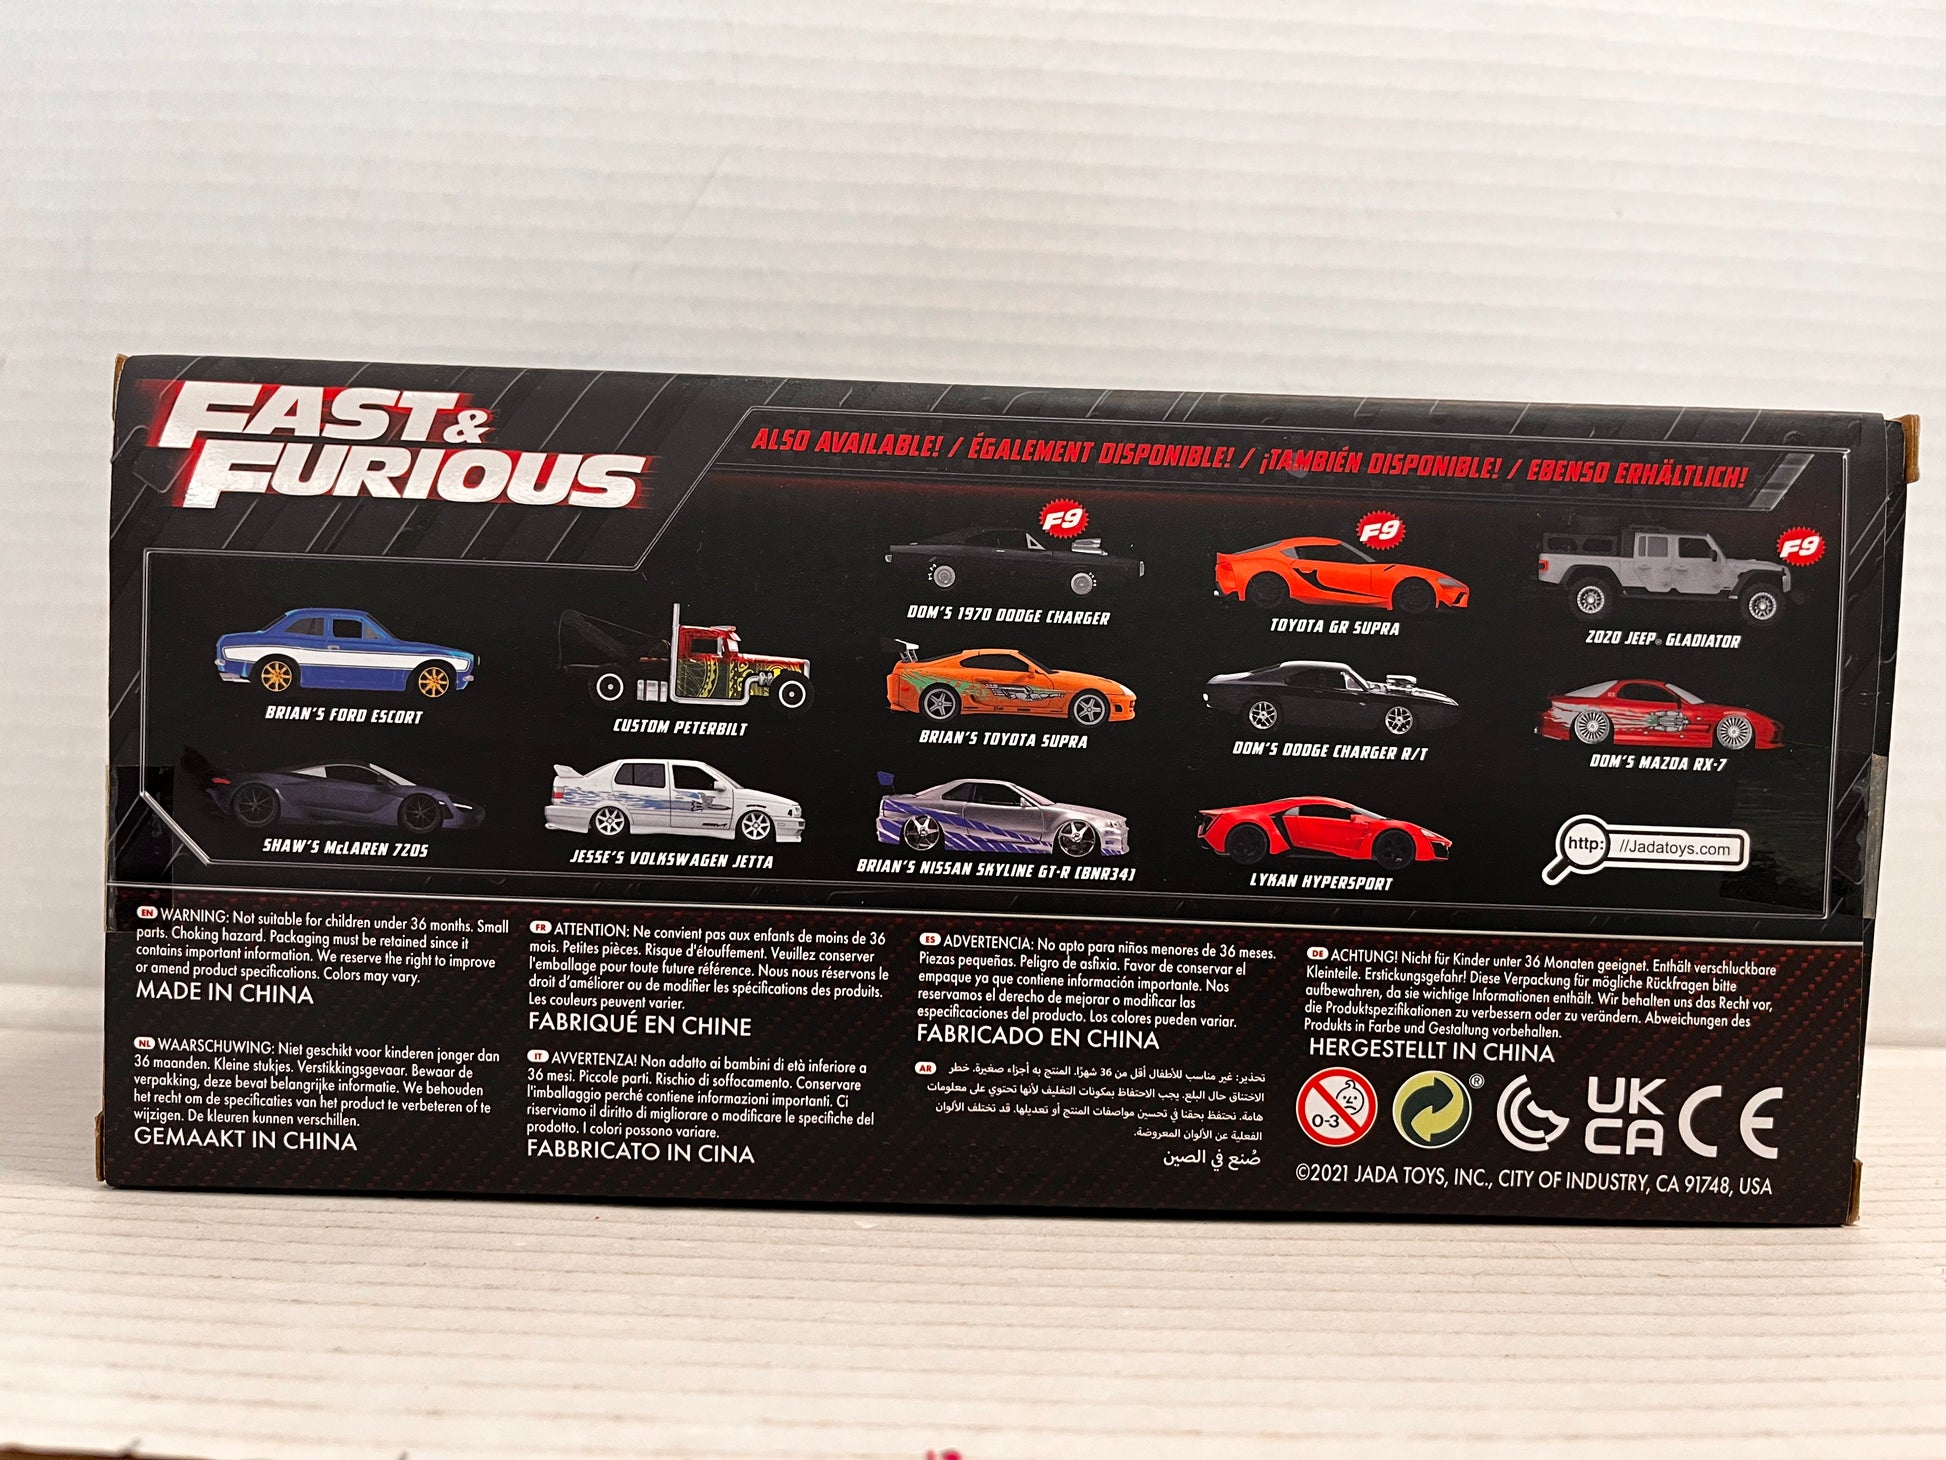 FAST &
FURIOUS
ALSO AVAILABLE! / ÉGALEMENT DISPONIBLE! / ¡TAMBIÉN DISPONIBLE! / EBENSO ERHÄLTLICH!
F9
F9
F9
DOM'S 1970 DODGE CHARGER
TOYOTA GR SUPRA
2020 JEEP® GLADIATOR
BRIAN'S FORD ESCORT
CUSTOM PETERBILT
BRIAN'S TOYOTA SUPRA
DOM'S DODGE CHARGER R/T
DOM'S MAZDA RX-7
SHAW'S McLAREN 720S
JESSE'S VOLKSWAGEN JETTA
BRIAN'S NISSAN SKYLINE GT-R (BNR34)
LYKAN HYPERSPORT
http: //Jadatoys.com
EN WARNING: Not suitable for children under 36 months. Small
parts. Choking hazard. Packaging must be retained since it
contains important information. We reserve the right to improve
or amend product specifications. Colors may vary.
MADE IN CHINA
FR ATTENTION: Ne convient pas aux enfants de moins de 36
mois. Petites pièces. Risque d'étouffement. Veuillez conserver
l'emballage pour toute future référence. Nous nous réservons le
droit d'améliorer ou de modifier les spécifications des produits.
Les couleurs peuvent varier.
FABRIQUÉ EN CHINE
ES ADVERTENCIA: No apto para niños menores de 36 meses.
Piezas pequeñas. Peligro de asfixia. Favor de conservar el
empaque ya que contiene información importante. Nos
reservamos el derecho de mejorar o modificar las
especificaciones del producto. Los colores pueden variar.
FABRICADO EN CHINA
DE ACHTUNG! Nicht für Kinder unter 36 Monaten geeignet. Enthält verschluckbare
Kleinteile. Erstickungsgefahr! Diese Verpackung für mögliche Rückfragen bitte
aufbewahren, da sie wichtige Informationen enthält. Wir behalten uns das Recht vor,
die Produktspezifikationen zu verbessern oder zu verändern. Abweichungen des
Produkts in Farbe und Gestaltung vorbehalten.
HERGESTELLT IN CHINA
NL WAARSCHUWING: Niet geschikt voor kinderen jonger dan
36 maanden. Kleine stukjes. Verstikkingsgevaar. Bewaar de
verpakking, deze bevat belangrijke informatie. We behouden
het recht om de specificaties van het product te verbeteren of te
wijzigen. De kleuren kunnen verschillen.
GEMAAKT IN CHINA
IT AVVERTENZA! Non adatto ai bambini di età inferiore a
36 mesi. Piccole parti. Rischio di soffocamento. Conservare
l'imballaggio perché contiene informazioni importanti. Ci
riserviamo il diritto di migliorare o modificare le specifiche del
prodotto. I colori possono variare.
FABBRICATO IN CINA
AR تحذير: غير مناسب للأطفال أقل من 36 شهرًا. المنتج به أجزاء صغيرة. خطر
الاختناق حال البلع. يجب الاحتفاظ بمكونات التغليف لأنها تحتوي على معلومات
هامة. نحتفظ بحقنا في تحسين مواصفات المنتج أو تعديلها. قد تختلف الألوان
الفعلية عن الألوان المعروضة.
صُنع في الصين
0-3
®
UK
CA
CE
©2021 JADA TOYS, INC., CITY OF INDUSTRY, CA 91748, USA